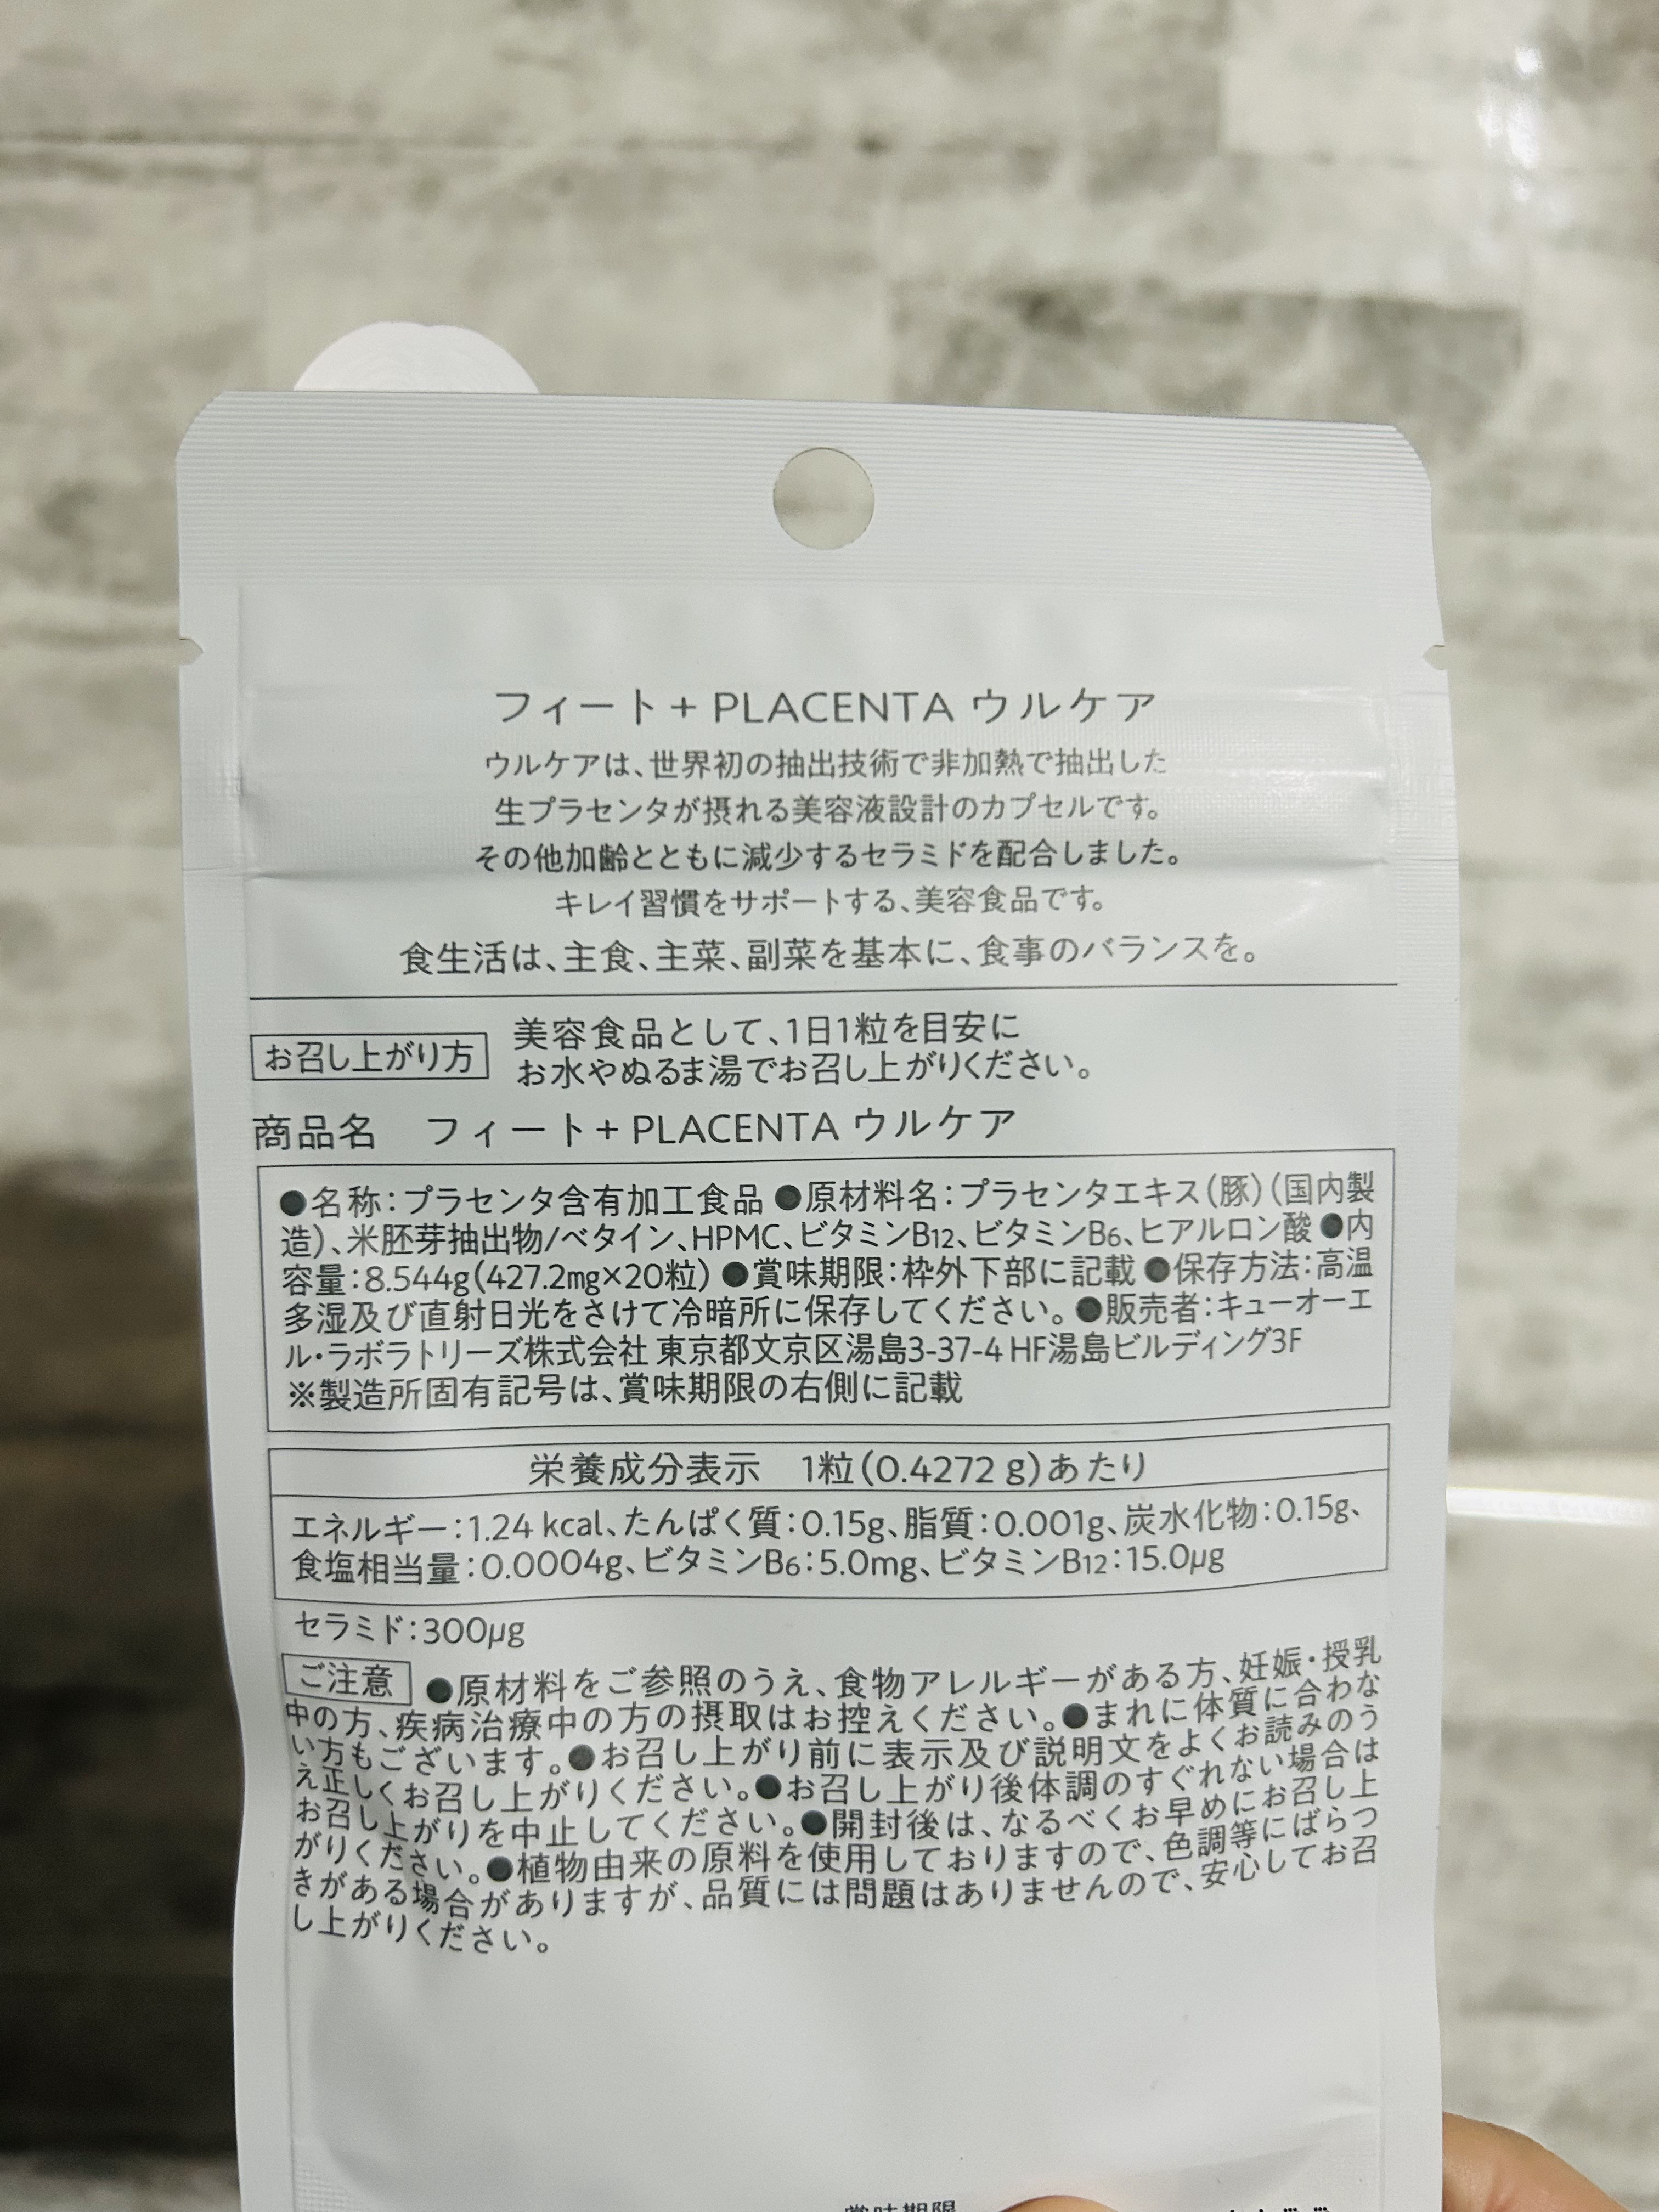 フィート+ PLACENTA ウルケア
ウルケアは、世界初の抽出技術で非加熱で抽出した
生プラセンタが摂れる美容液設計のカプセルです。
その他加齢とともに減少するセラミドを配合しました。
キレイ習慣をサポートする、美容食品です。
食生活は、主食、主菜、副菜を基本に、食事のバランスを。
お召し上がり方
美容食品として、1日1粒を目安に
お水やぬるま湯でお召し上がりください。
商品名 フィート+ PLACENTA ウルケア
●名称：プラセンタ含有加工食品 ●原材料名：プラセンタエキス（豚）（国内製
造）、米胚芽抽出物/ベタイン、HPMC、ビタミンB12、ビタミンB6、ヒアルロン酸 ●内
容量：8.544g(427.2mg×20粒) ●賞味期限：枠外下部に記載 ●保存方法：高温
多湿及び直射日光をさけて冷暗所に保存してください。●販売者：キューオーエ
ル・ラボラトリーズ株式会社 東京都文京区湯島3-37-4 HF湯島ビルディング3F
※製造所固有記号は、賞味期限の右側に記載
栄養成分表示 1粒(0.4272 g)あたり
エネルギー：1.24 kcal、たんぱく質：0.15g、脂質：0.001g、炭水化物：0.15g、
食塩相当量：0.0004g、ビタミンB6：5.0mg、ビタミンB12：15.0μg
セラミド：300μg
ご注意 ●原材料をご参照のうえ、食物アレルギーがある方、妊娠・授乳
中の方、疾病治療中の方の摂取はお控えください。●まれに体質に合わな
い方もございます。●お召し上がり前に表示及び説明文をよくお読みのう
え正しくお召し上がりください。●お召し上がり後体調のすぐれない場合は
お召し上がりを中止してください。●開封後は、なるべくお早めにお召し上
がりください。●植物由来の原料を使用しておりますので、色調等にばらつ
きがある場合がありますが、品質には問題はありませんので、安心してお召
し上がりください。
賞味期限